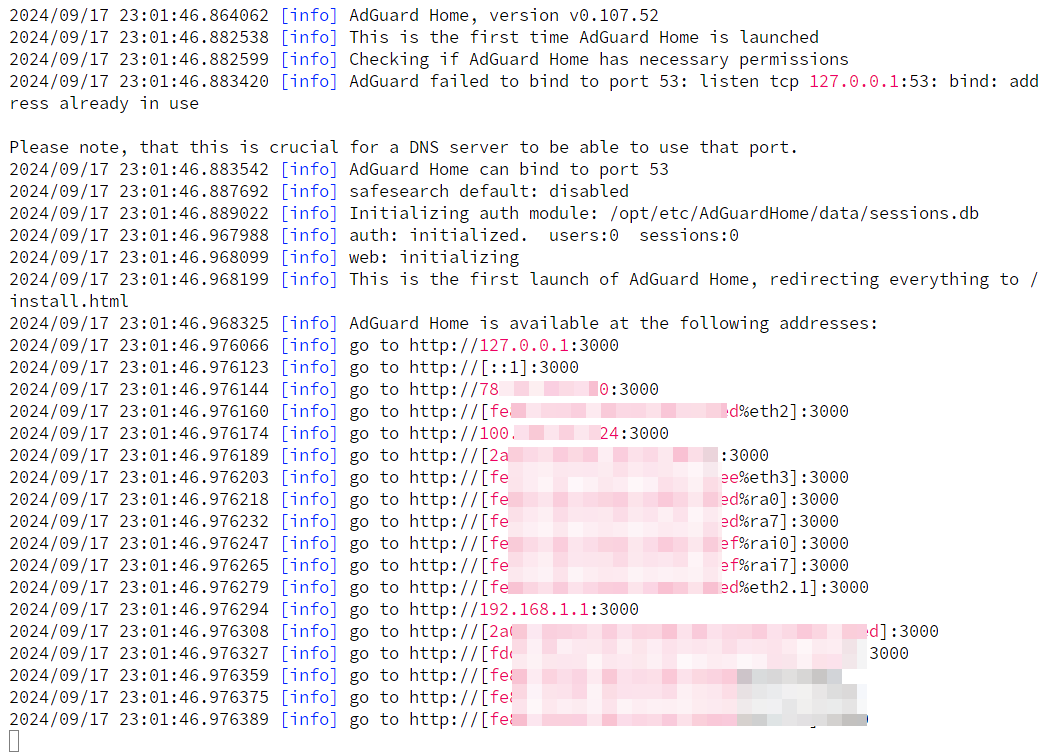 2024/09/17 23:01:46.864062 [info] AdGuard Home, version v0.107.52
2024/09/17 23:01:46.882538 [info] This is the first time AdGuard Home is launched
2024/09/17 23:01:46.882599 [info] Checking if AdGuard Home has necessary permissions
2024/09/17 23:01:46.883420 [info] AdGuard failed to bind to port 53: listen tcp 127.0.0.1:53: bind: add
ress already in use
Please note, that this is crucial for a DNS server to be able to use that port.
2024/09/17 23:01:46.883542 [info] AdGuard Home can bind to port 53
2024/09/17 23:01:46.887692 [info] safesearch default: disabled
2024/09/17 23:01:46.889022 [info] Initializing auth module: /opt/etc/AdGuardHome/data/sessions.db
2024/09/17 23:01:46.967988 [info] auth: initialized.  users:0  sessions:0
2024/09/17 23:01:46.968099 [info] web: initializing
2024/09/17 23:01:46.968199 [info] This is the first launch of AdGuard Home, redirecting everything to /
install.html
2024/09/17 23:01:46.968325 [info] AdGuard Home is available at the following addresses:
2024/09/17 23:01:46.976066 [info] go to http://127.0.0.1:3000
2024/09/17 23:01:46.976123 [info] go to http://[::1]:3000
2024/09/17 23:01:46.976144 [info] go to http://78 0:3000
2024/09/17 23:01:46.976160 [info] go to http://[fe d%eth2]:3000
2024/09/17 23:01:46.976174 [info] go to http://100. 24:3000
2024/09/17 23:01:46.976189 [info] go to http://[2a :3000
2024/09/17 23:01:46.976203 [info] go to http://[fe ee%eth3]:3000
2024/09/17 23:01:46.976218 [info] go to http://[fe ed%ra0]:3000
2024/09/17 23:01:46.976232 [info] go to http://[fe ed%ra7]:3000
2024/09/17 23:01:46.976247 [info] go to http://[fe ef%rai0]:3000
2024/09/17 23:01:46.976265 [info] go to http://[fe ef%rai7]:3000
2024/09/17 23:01:46.976279 [info] go to http://[fe ed%eth2.1]:3000
2024/09/17 23:01:46.976294 [info] go to http://192.168.1.1:3000
2024/09/17 23:01:46.976308 [info] go to http://[2a d]:3000
2024/09/17 23:01:46.976327 [info] go to http://[fd 3000
2024/09/17 23:01:46.976359 [info] go to http://[fe
2024/09/17 23:01:46.976375 [info] go to http://[fe
2024/09/17 23:01:46.976389 [info] go to http://[fe